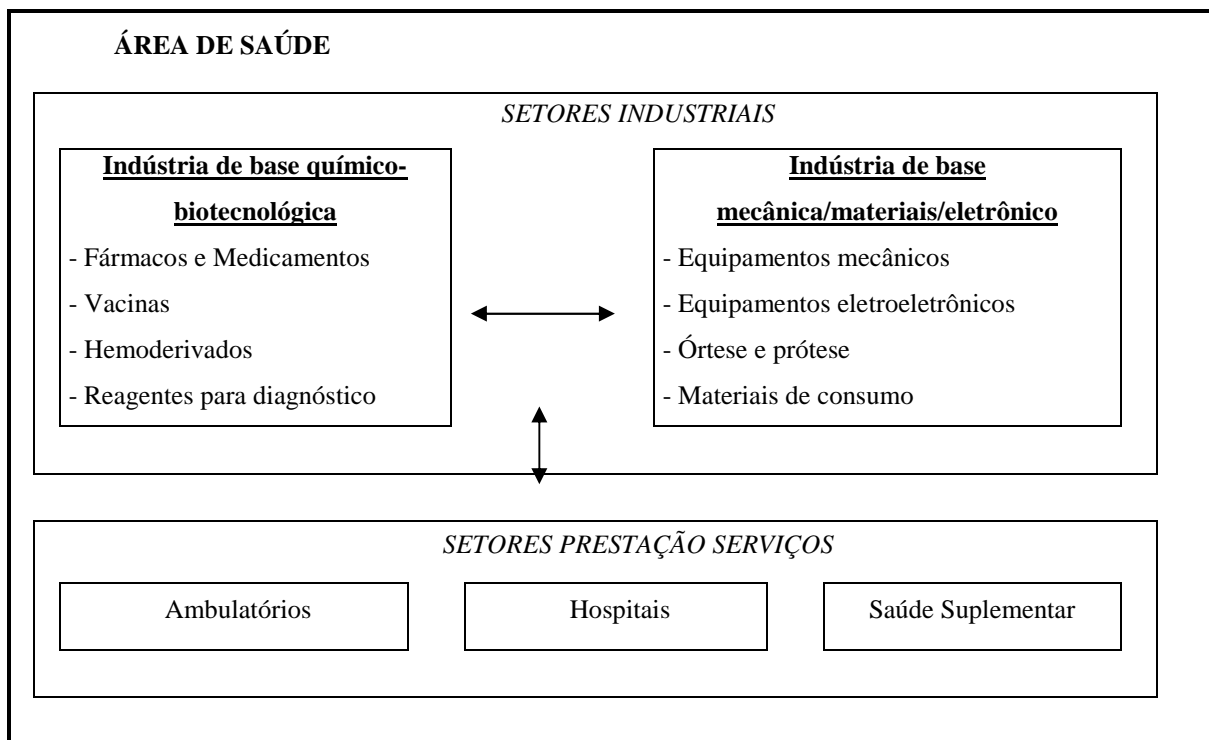 ÁREA DE SAÚDE
SETORES INDUSTRIAIS
Indústria de base químico-
biotecnológica
- Fármacos e Medicamentos
- Vacinas
- Hemoderivados
- Reagentes para diagnóstico
Indústria de base
mecânica/materiais/eletrônico
- Equipamentos mecânicos
- Equipamentos eletroeletrônicos
- Órtese e prótese
- Materiais de consumo
SETORES PRESTAÇÃO SERVIÇOS
Ambulatórios
Hospitais
Saúde Suplementar